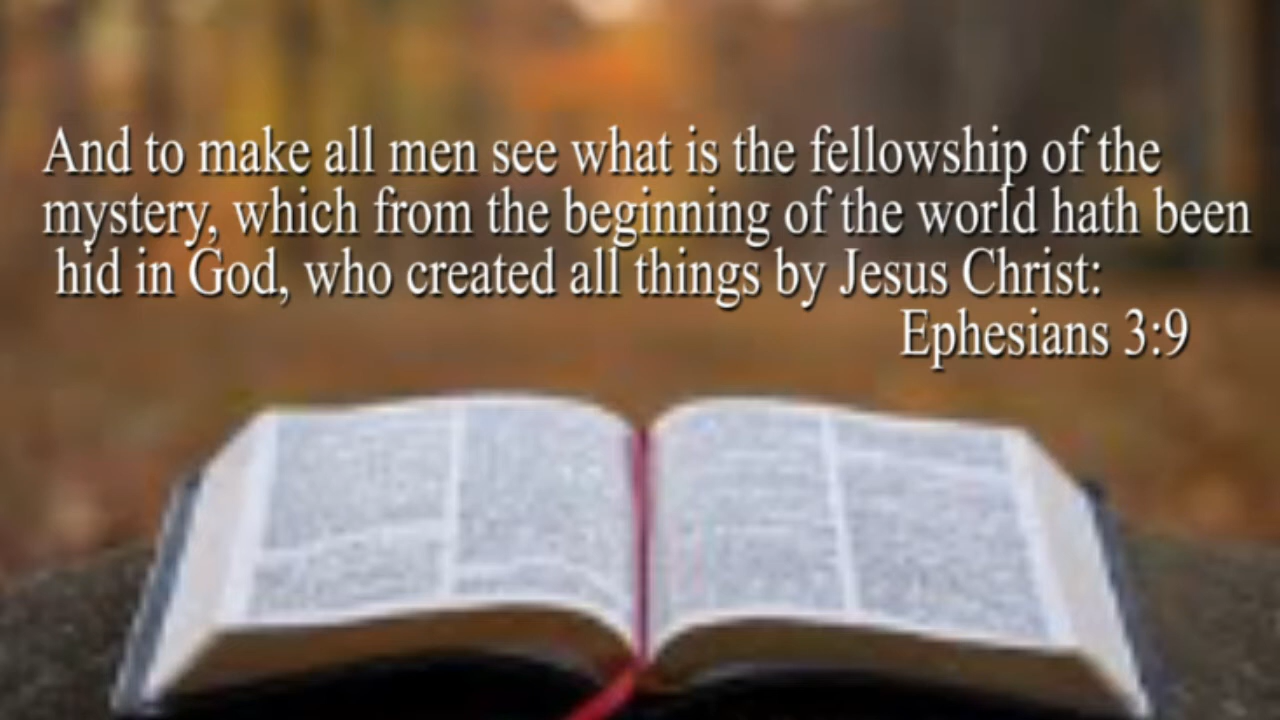 And to make all men see what is the fellowship of the
mystery, which from the beginning of the world hath been
hid in God, who created all things by Jesus Christ:
Ephesians 3:9